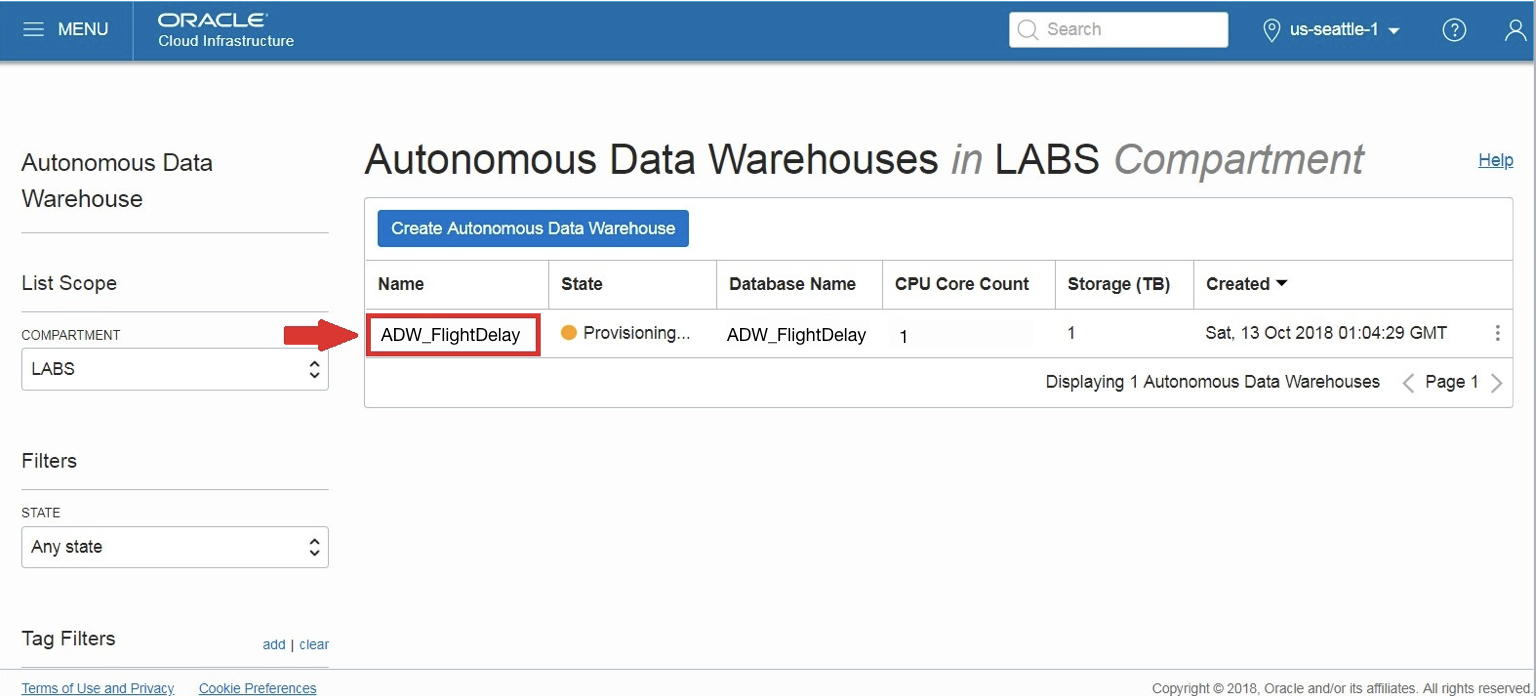 MENU
ORACLE
Cloud Infrastructure
Search
us-seattle-1
?
Autonomous Data
Warehouse
List Scope
COMPARTMENT
LABS
Filters
STATE
Any state
Tag Filters
add | clear
Autonomous Data Warehouses in LABS Compartment
Help
Create Autonomous Data Warehouse
Name State Database Name CPU Core Count Storage (TB) Created
ADW_FlightDelay Provisioning... ADW_FlightDelay 1 1 Sat, 13 Oct 2018 01:04:29 GMT
Displaying 1 Autonomous Data Warehouses Page 1
Terms of Use and Privacy Cookie Preferences
Copyright © 2018, Oracle and/or its affiliates. All rights reserved.